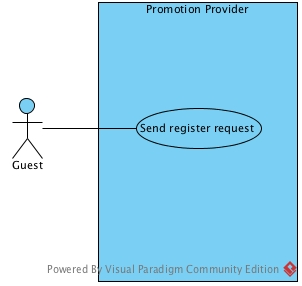 Promotion Provider
Send register request
Guest
Powered By Visual Paradigm Community Edition